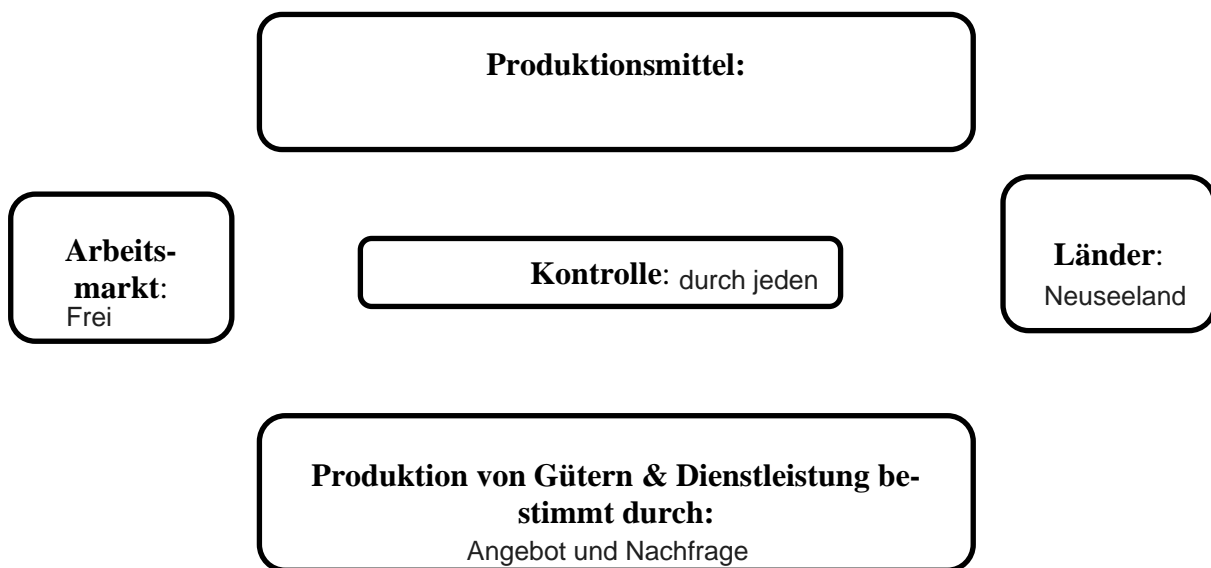 Produktionsmittel:
Arbeits-
markt:
Frei
Kontrolle: durch jeden
Länder:
Neuseeland
Produktion von Gütern & Dienstleistung be-
stimmt durch:
Angebot und Nachfrage